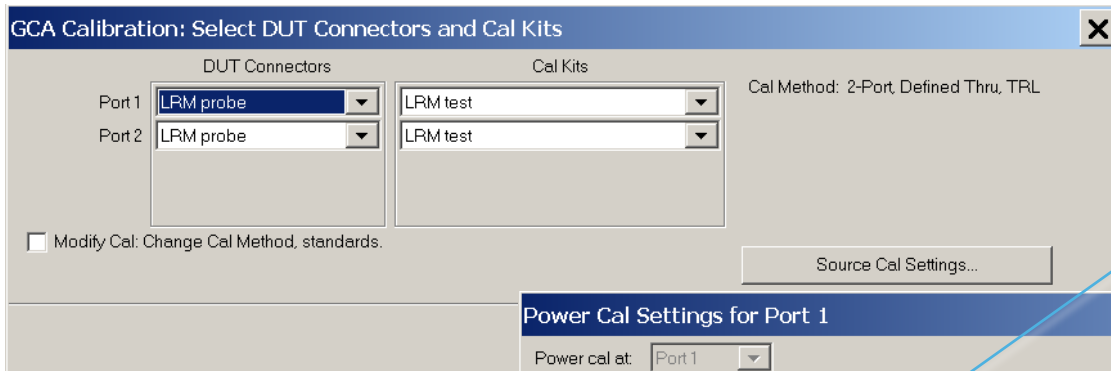 GCA Calibration: Select DUT Connectors and Cal Kits
DUT Connectors Cal Kits
Cal Method: 2-Port, Defined Thru, TRL
Port 1 LRM probe LRM test
Port 2 LRM probe LRM test
Modify Cal: Change Cal Method, standards.
Source Cal Settings...
Power Cal Settings for Port 1
Power cal at: Port 1